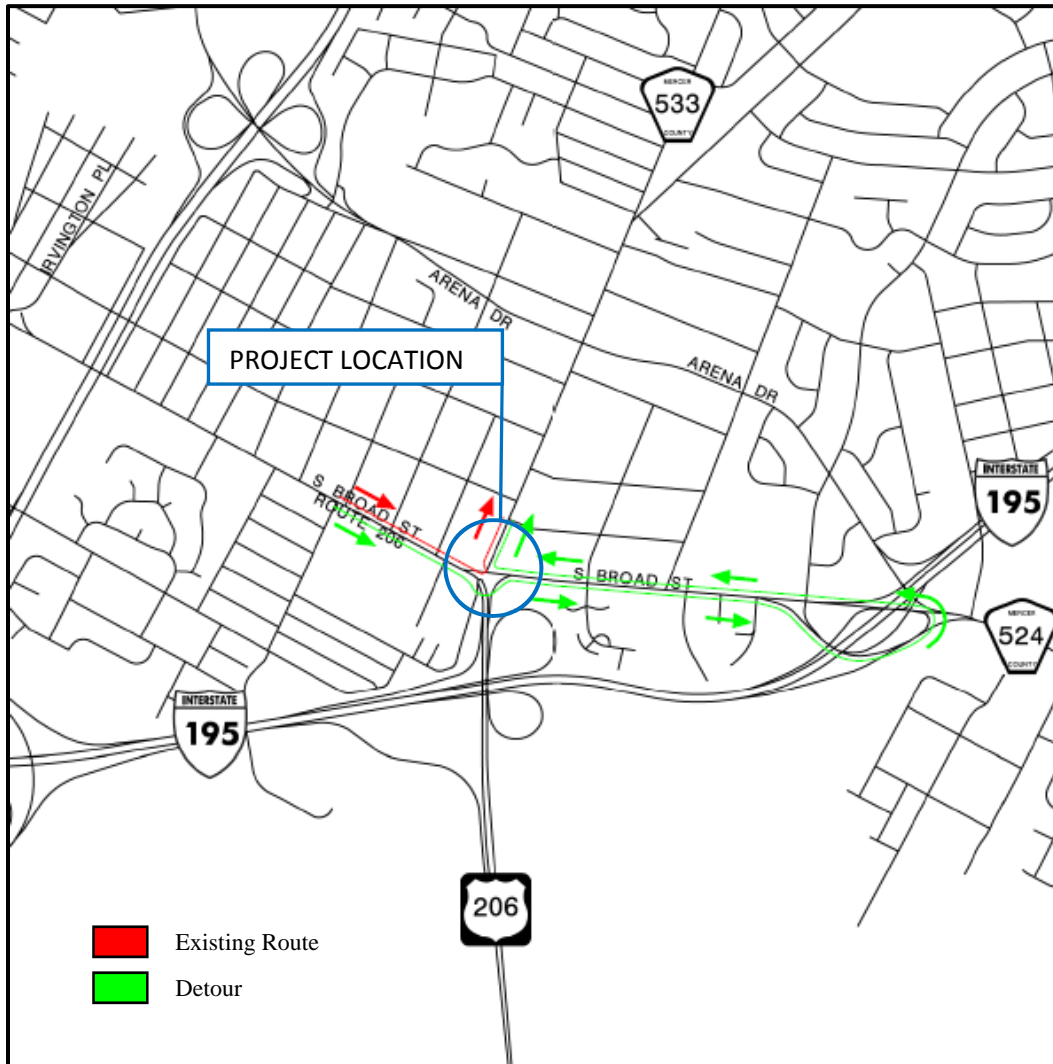 MERCER
533
COUNTY
IRVINGTON PL
ARENA DR
PROJECT LOCATION
ARENA DR
INTERSTATE
195
S BROAD ST
ROUTE 206
S BROAD ST
MERCER
524
COUNTY
INTERSTATE
195
206
Existing Route
Detour